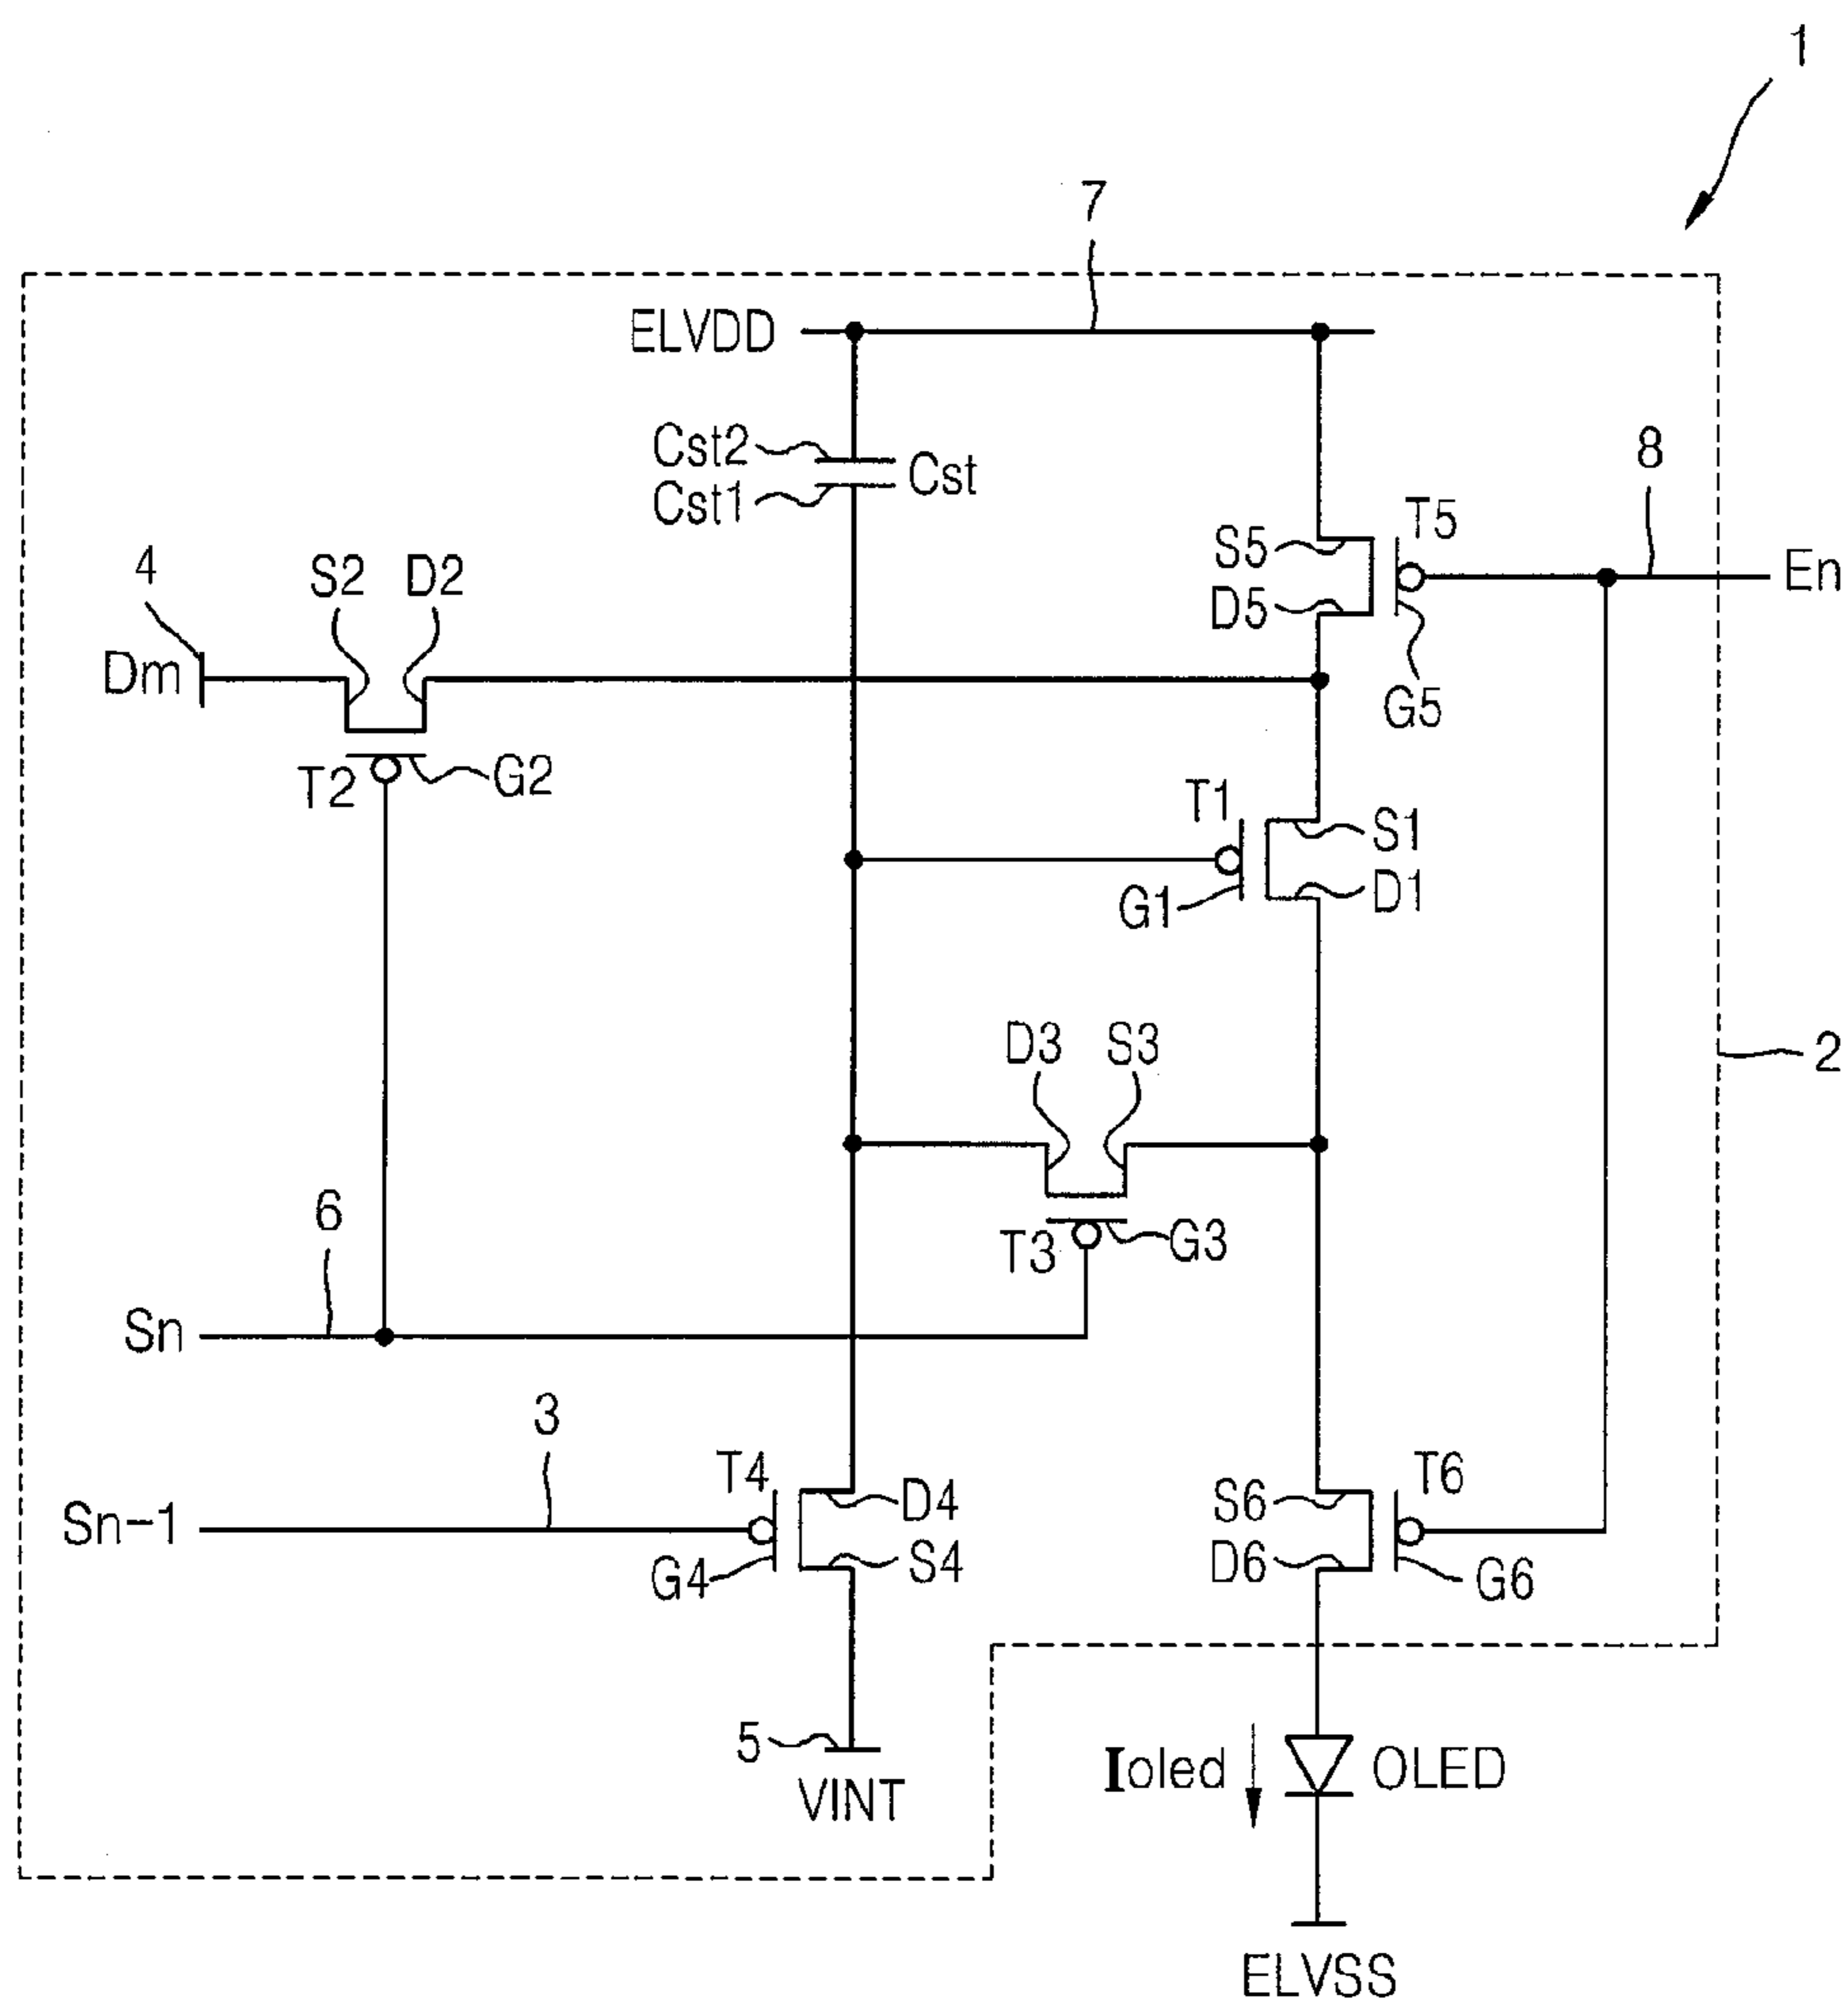 1
7
ELVDD
Cst2
Cst
Cst1
8
T5
S5
En
D5
G5
4
S2
D2
Dm
T2
G2
T1
S1
D1
G1
2
D3
S3
T3
G3
6
Sn
3
Sn-1
T4
D4
G4
S4
S6
T6
D6
G6
5
VINT
Ioled
OLED
ELVSS